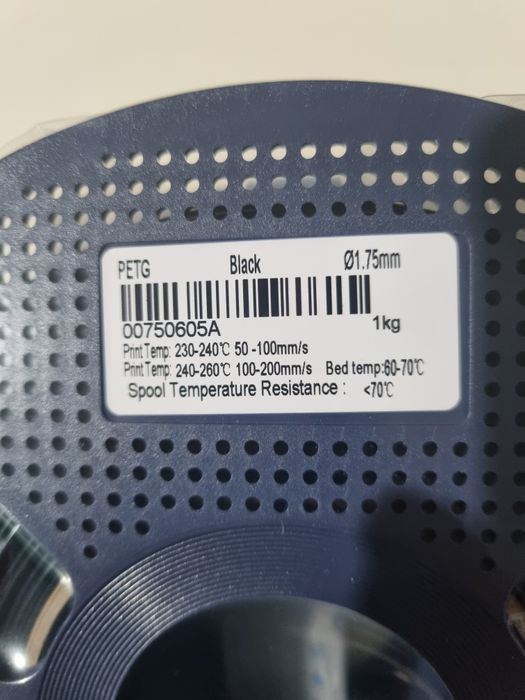 PETG Black Ø1.75mm
00750605A 1kg
Print Temp: 230-240℃ 50 -100mm/s
Print Temp: 240-260℃ 100-200mm/s Bed temp:60-70℃
Spool Temperature Resistance : <70℃